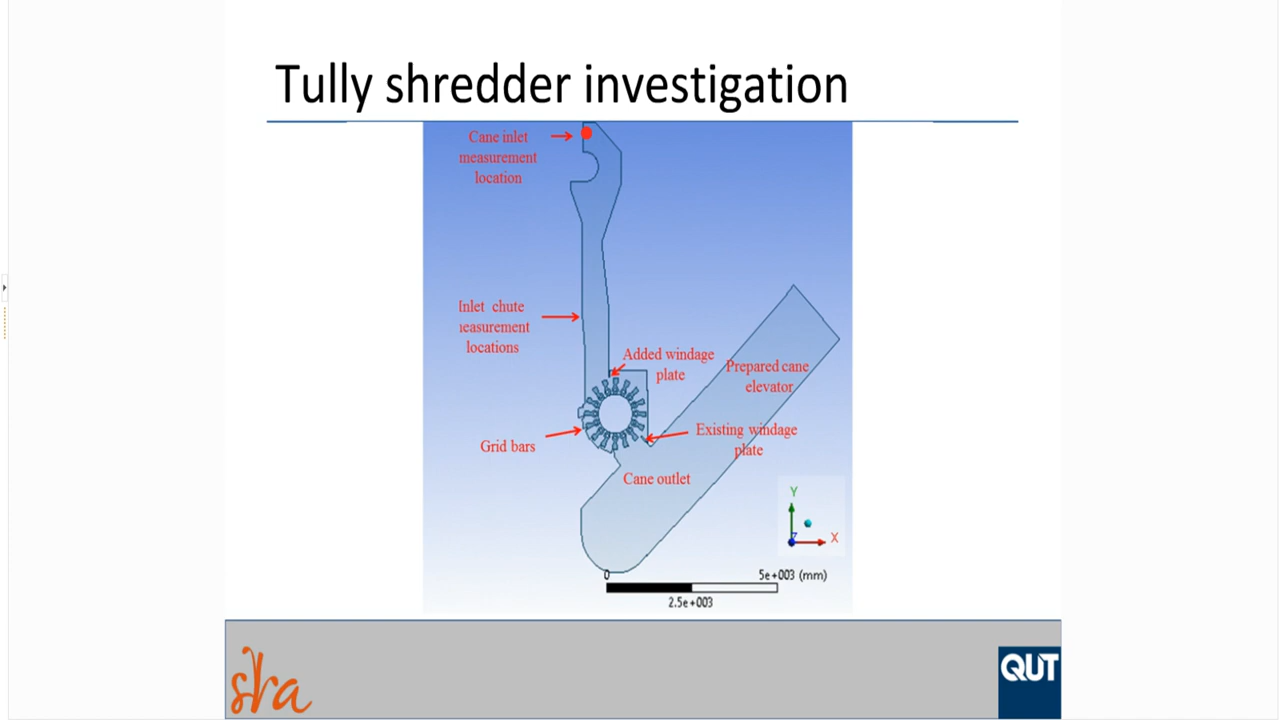 Tully shredder investigation
Cane inlet
measurement
location
Inlet chute
easurement
locations
Added windage
plate
Prepared cane
elevator
Grid bars
Existing windage
plate
Cane outlet
Y
X
Z
0
5e+003 (mm)
2.5e+003
sra
QUT